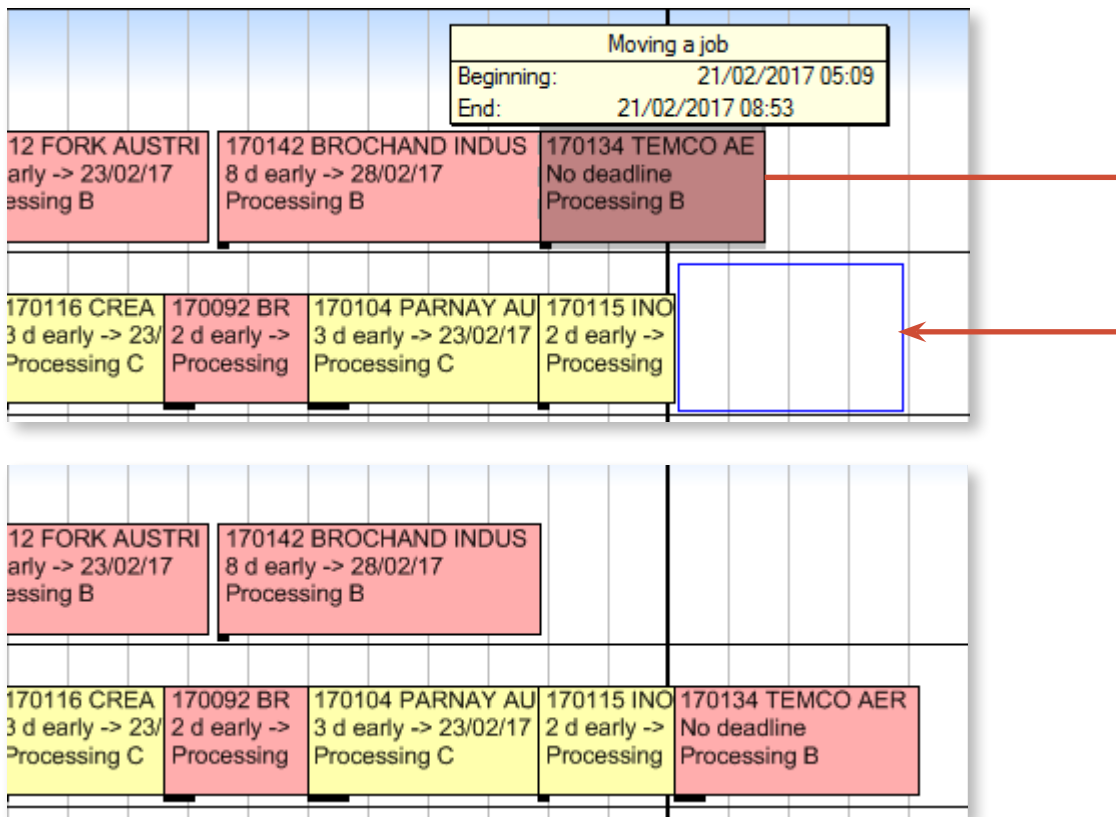 Moving a job
Beginning: 21/02/2017 05:09
End: 21/02/2017 08:53
12 FORK AUSTRI
arly -> 23/02/17
essing B
170142 BROCHAND INDUS
8 d early -> 28/02/17
Processing B
170134 TEMCO AE
No deadline
Processing B
170116 CREA
3 d early -> 23/
Processing C
170092 BR
2 d early ->
Processing
170104 PARNAY AU
3 d early -> 23/02/17
Processing C
170115 INO
2 d early ->
Processing
12 FORK AUSTRI
arly -> 23/02/17
essing B
170142 BROCHAND INDUS
8 d early -> 28/02/17
Processing B
170116 CREA
3 d early -> 23/
Processing C
170092 BR
2 d early ->
Processing
170104 PARNAY AU
3 d early -> 23/02/17
Processing C
170115 INO
2 d early ->
Processing
170134 TEMCO AER
No deadline
Processing B